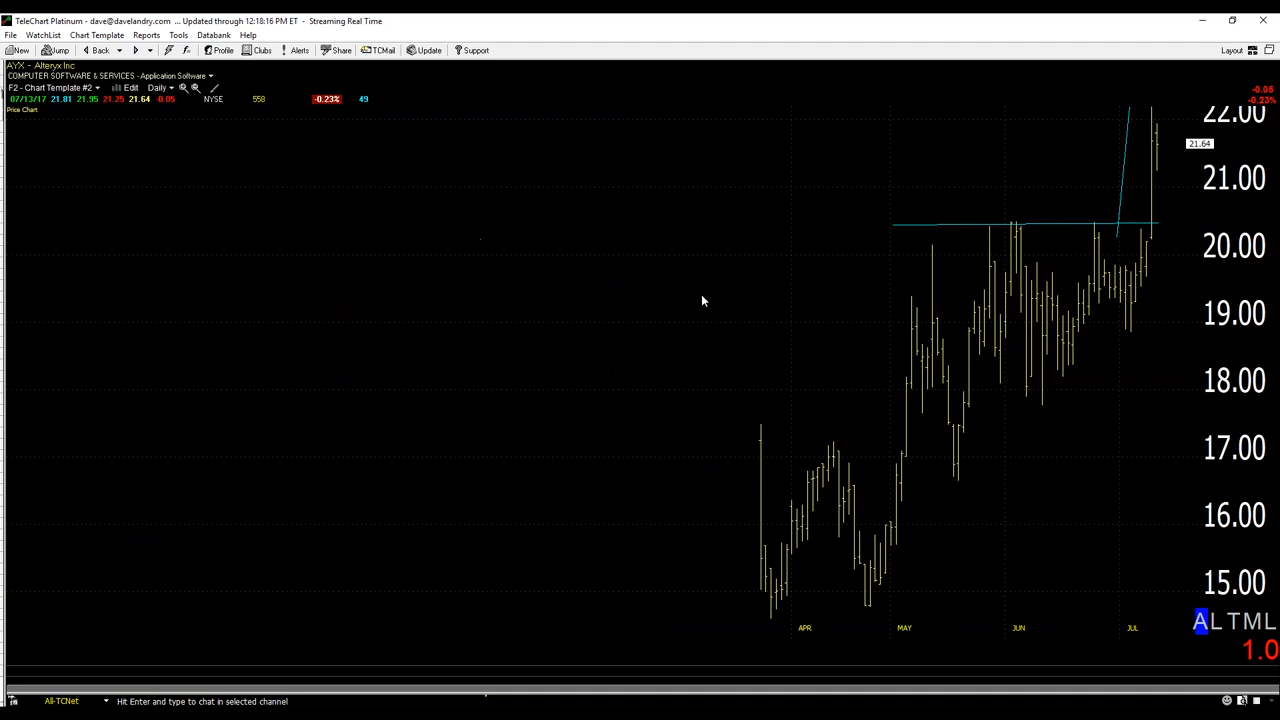 TeleChart Platinum - dave@davelandry.com ... Updated through 12:18:16 PM ET - Streaming Real Time
File WatchList Chart Template Reports Tools Databank Help
New Jump Back Profile Clubs Alerts Share TCMail Update Support Layout
AYX - Alteryx Inc
COMPUTER SOFTWARE & SERVICES - Application Software
F2 - Chart Template #2 Edit Daily
07/13/17 21.81 21.95 21.25 21.64 -0.05 NYSE 558 -0.23% 49
-0.05
-0.23%
Price Chart
22.00
21.64
21.00
20.00
19.00
18.00
17.00
16.00
15.00
ALTML
APR MAY JUN JUL
1.0
All-TCNet Hit Enter and type to chat in selected channel